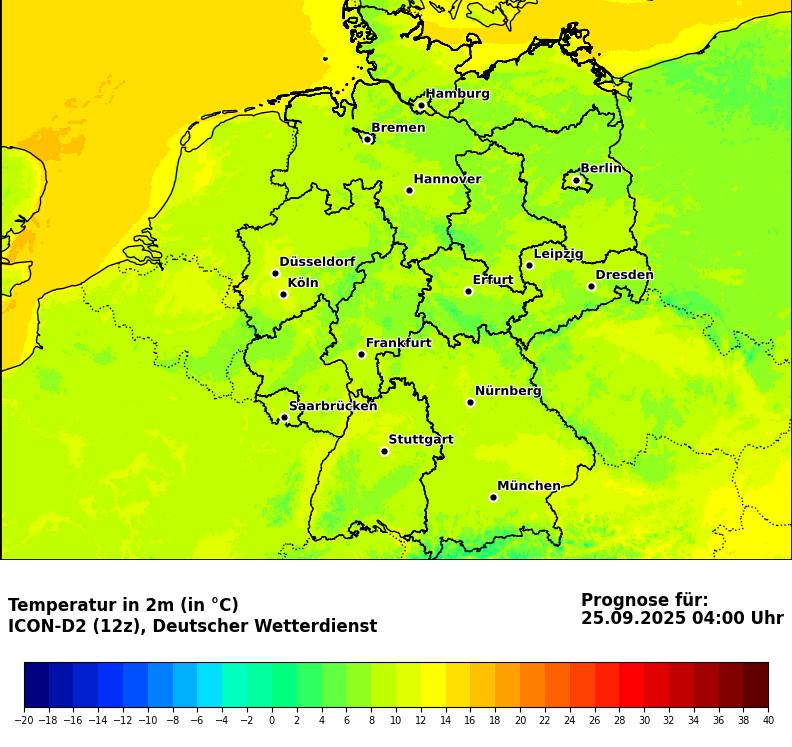 Hamburg
Bremen
Berlin
Hannover
Düsseldorf
Leipzig
Köln
Erfurt
Dresden
Frankfurt
Nürnberg
Saarbrücken
Stuttgart
München
Temperatur in 2m (in °C)
ICON-D2 (12z), Deutscher Wetterdienst
Prognose für:
25.09.2025 04:00 Uhr
−20 −18 −16 −14 −12 −10 −8 −6 −4 −2 0 2 4 6 8 10 12 14 16 18 20 22 24 26 28 30 32 34 36 38 40